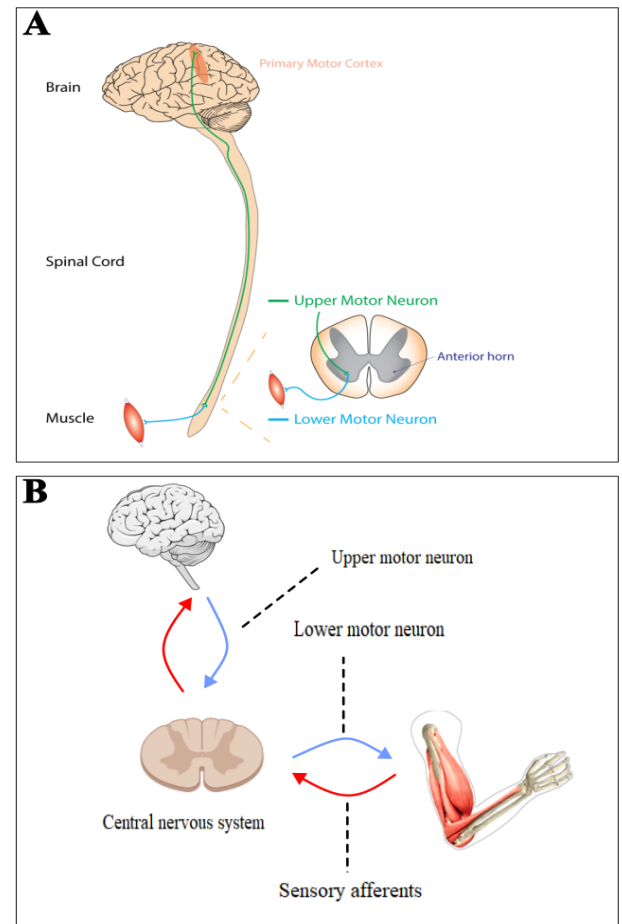 A
Primary Motor Cortex
Brain
Spinal Cord
Upper Motor Neuron
Anterior horn
Muscle
Lower Motor Neuron
B
Upper motor neuron
Lower motor neuron
Central nervous system
Sensory afferents